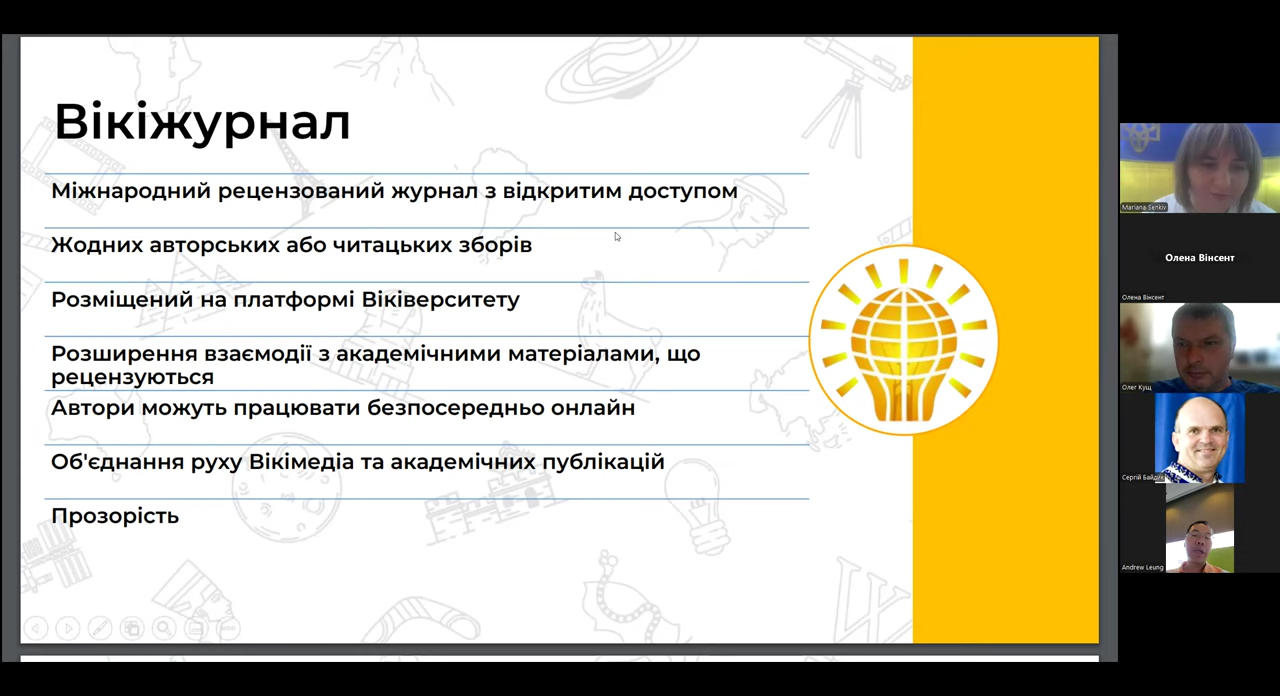 Вікіжурнал
Міжнародний рецензований журнал з відкритим доступом
Жодних авторських або читацьких зборів
Розміщений на платформі Віківерситету
Розширення взаємодії з академічними матеріалами, що
рецензуються
Автори можуть працювати безпосередньо онлайн
Об'єднання руху Вікімедіа та академічних публікацій
Прозорість
Mariana Senkiv
Олена Вінсент
Олена Вінсент
Олег Кущ
Сергій
Andrew Leung